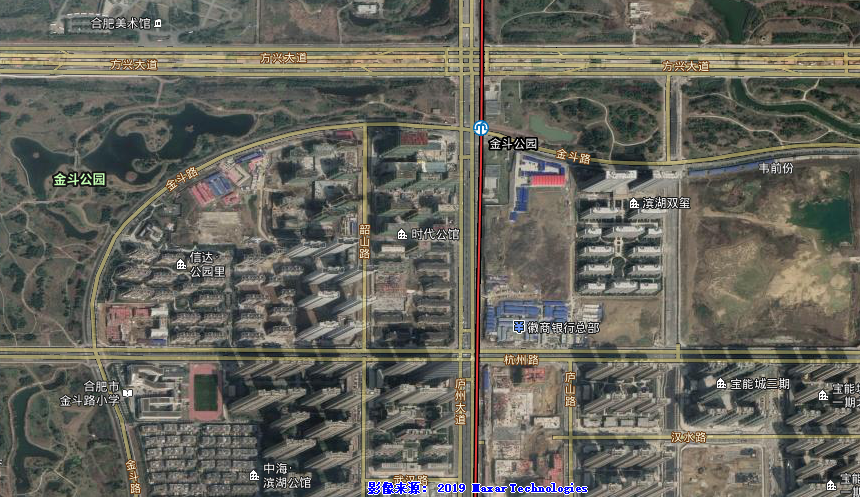 合肥美术馆
方兴大道
方兴大道
方兴大道
金斗公园
金斗路
韦前份
金斗公园
金斗路
滨湖双玺
韶山路
时代公馆
信达
公园里
徽商银行总部
杭州路
合肥市
金斗路小学
庐州大道
庐山路
宝能城三期
宝能城
二期
汉水路
金斗路
中海·
滨湖公馆
宝能
影像来源: 2019 Maxar Technologies